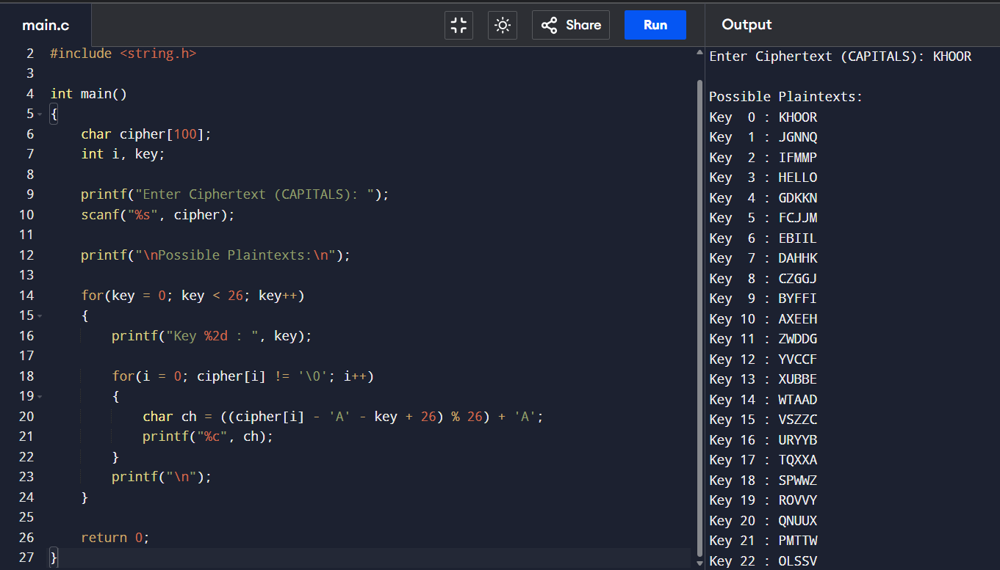 main.c
Share
Run
Output
2 #include <string.h>
3
4 int main()
5 {
6 char cipher[100];
7 int i, key;
8
9 printf("Enter Ciphertext (CAPITALS): ");
10 scanf("%s", cipher);
11
12 printf("\nPossible Plaintexts:\n");
13
14 for(key = 0; key < 26; key++)
15 {
16 printf("Key %2d : ", key);
17
18 for(i = 0; cipher[i] != '\0'; i++)
19 {
20 char ch = ((cipher[i] - 'A' - key + 26) % 26) + 'A';
21 printf("%c", ch);
22 }
23 printf("\n");
24 }
25
26 return 0;
27 }
Enter Ciphertext (CAPITALS): KHOOR
Possible Plaintexts:
Key  0 : KHOOR
Key  1 : JGNNQ
Key  2 : IFMMP
Key  3 : HELLO
Key  4 : GDKKN
Key  5 : FCJJM
Key  6 : EBIIL
Key  7 : DAHHK
Key  8 : CZGGJ
Key  9 : BYFFI
Key 10 : AXEEH
Key 11 : ZWDDG
Key 12 : YVCCF
Key 13 : XUBBE
Key 14 : WTAAD
Key 15 : VSZZC
Key 16 : URYYB
Key 17 : TQXXA
Key 18 : SPWWZ
Key 19 : ROVVY
Key 20 : QNUUX
Key 21 : PMTTW
Key 22 : OLSSV